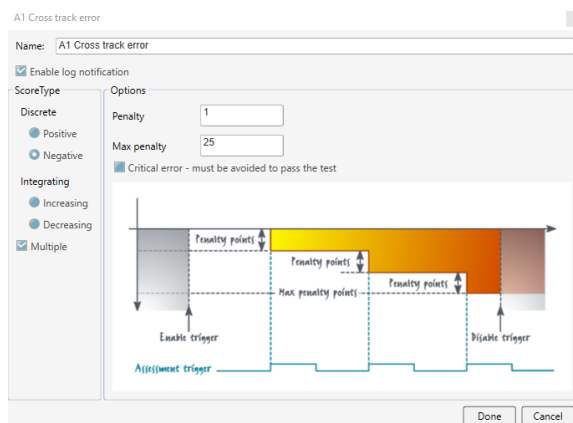 A1 Cross track error
Name: A1 Cross track error
Enable log notification
ScoreType
Discrete
Positive
Negative
Integrating
Increasing
Decreasing
Multiple
Options
Penalty 1
Max penalty 25
Critical error - must be avoided to pass the test
Penalty points
Penalty points
Penalty points
Max penalty points
Enable trigger
Disable trigger
Assessment trigger
Done
Cancel